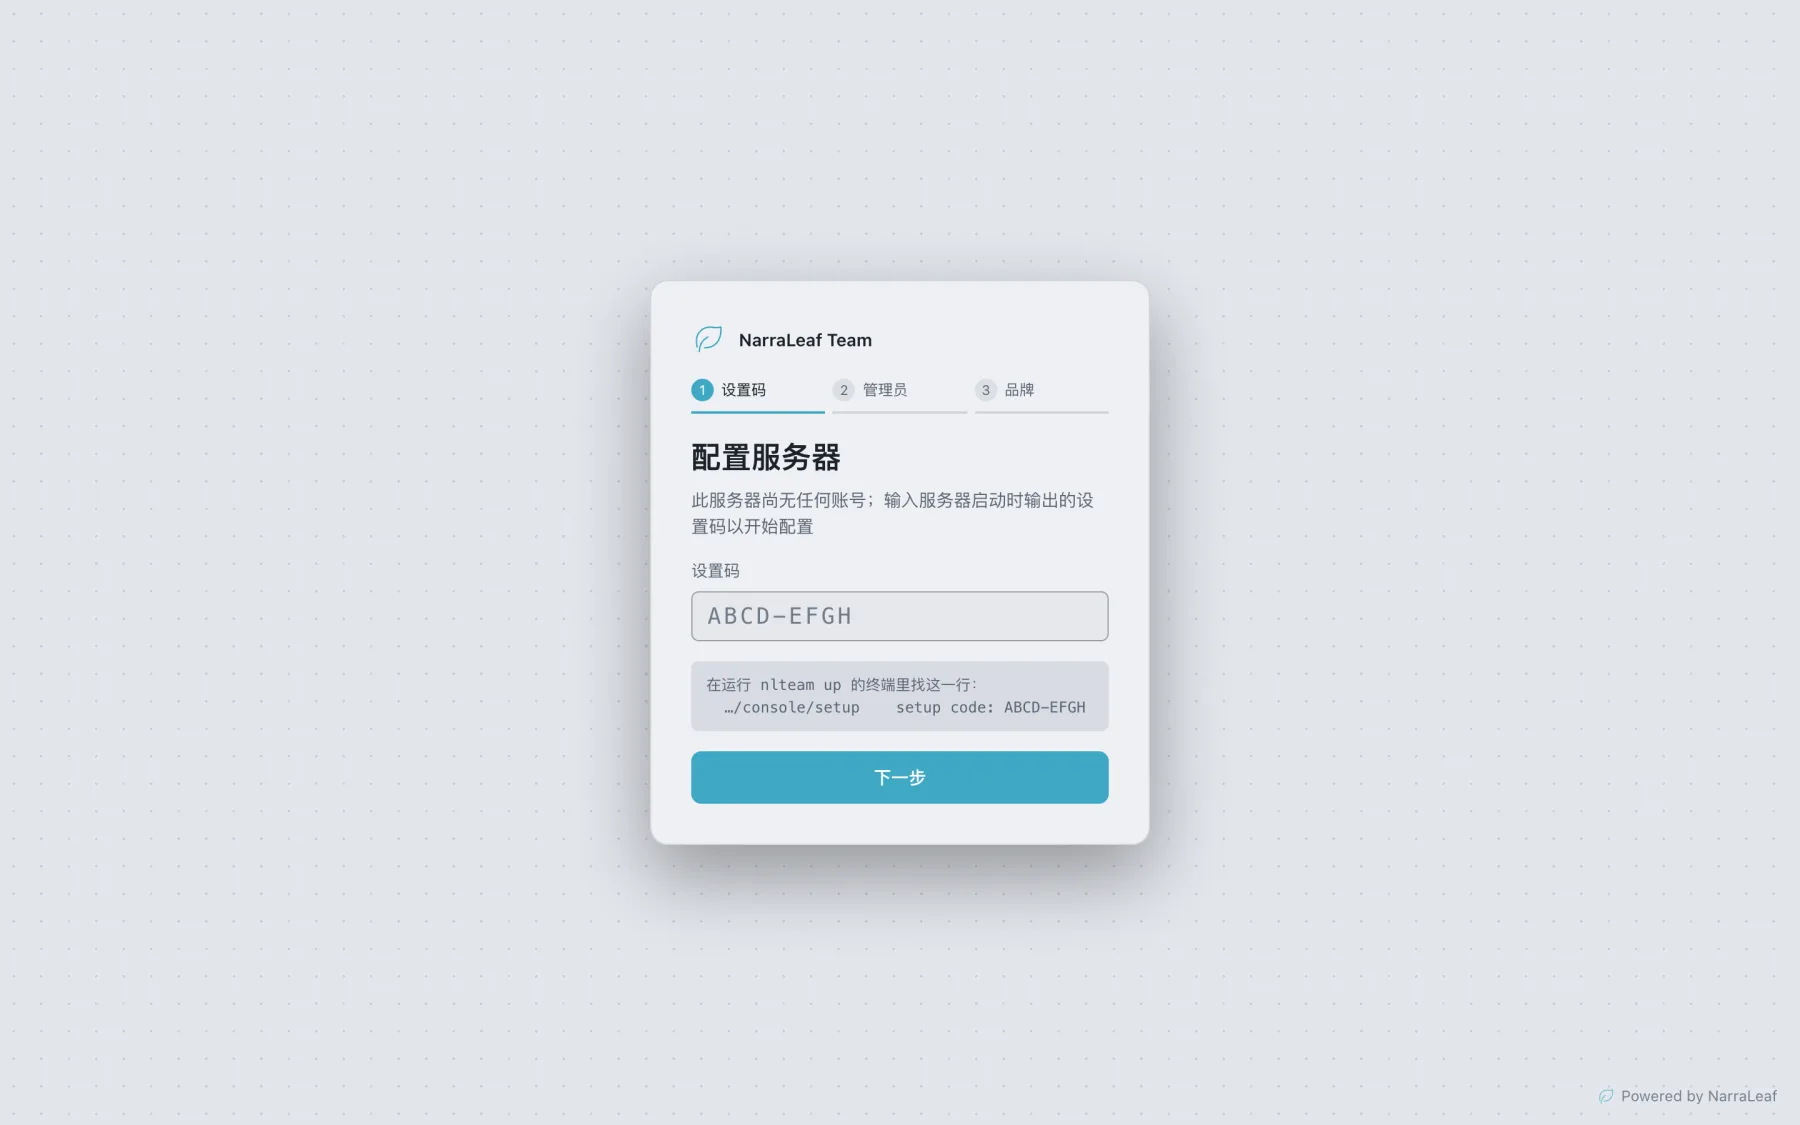 NarraLeaf Team
1 设置码 2 管理员 3 品牌
配置服务器
此服务器尚无任何账号；输入服务器启动时输出的设
置码以开始配置
设置码
ABCD-EFGH
在运行 nlteam up 的终端里找这一行：
…/console/setup setup code: ABCD-EFGH
下一步
Powered by NarraLeaf